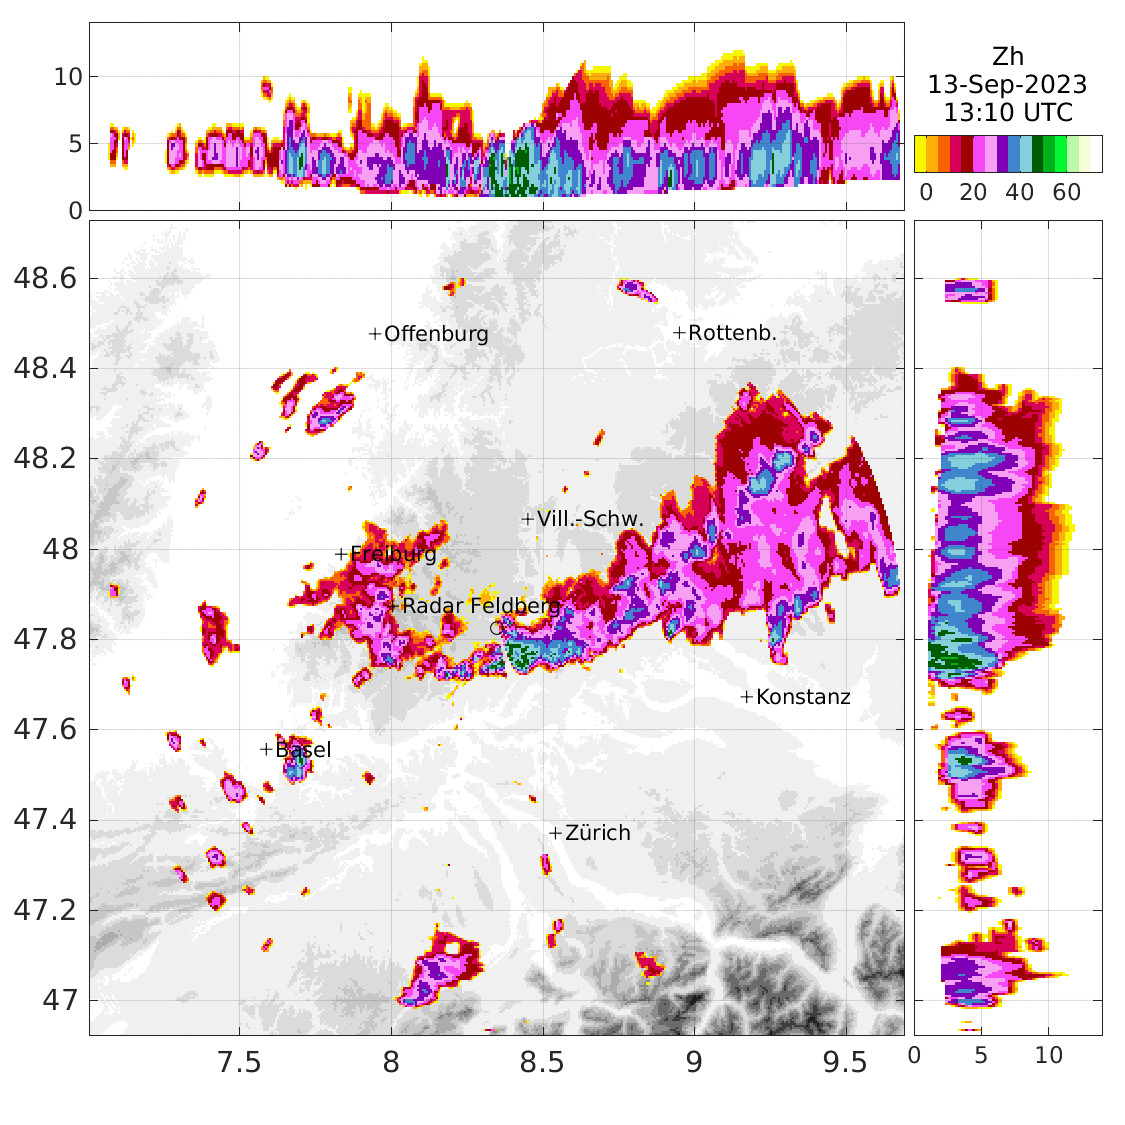 Zh
13-Sep-2023
13:10 UTC
0 20 40 60
10
5
0
48.6
48.4
48.2
48
47.8
47.6
47.4
47.2
47
+Offenburg
+Rottenb.
+Vill.-Schw.
+Freiburg
+Radar Feldberg
+Konstanz
+Basel
+Zürich
7.5 8 8.5 9 9.5
0 5 10